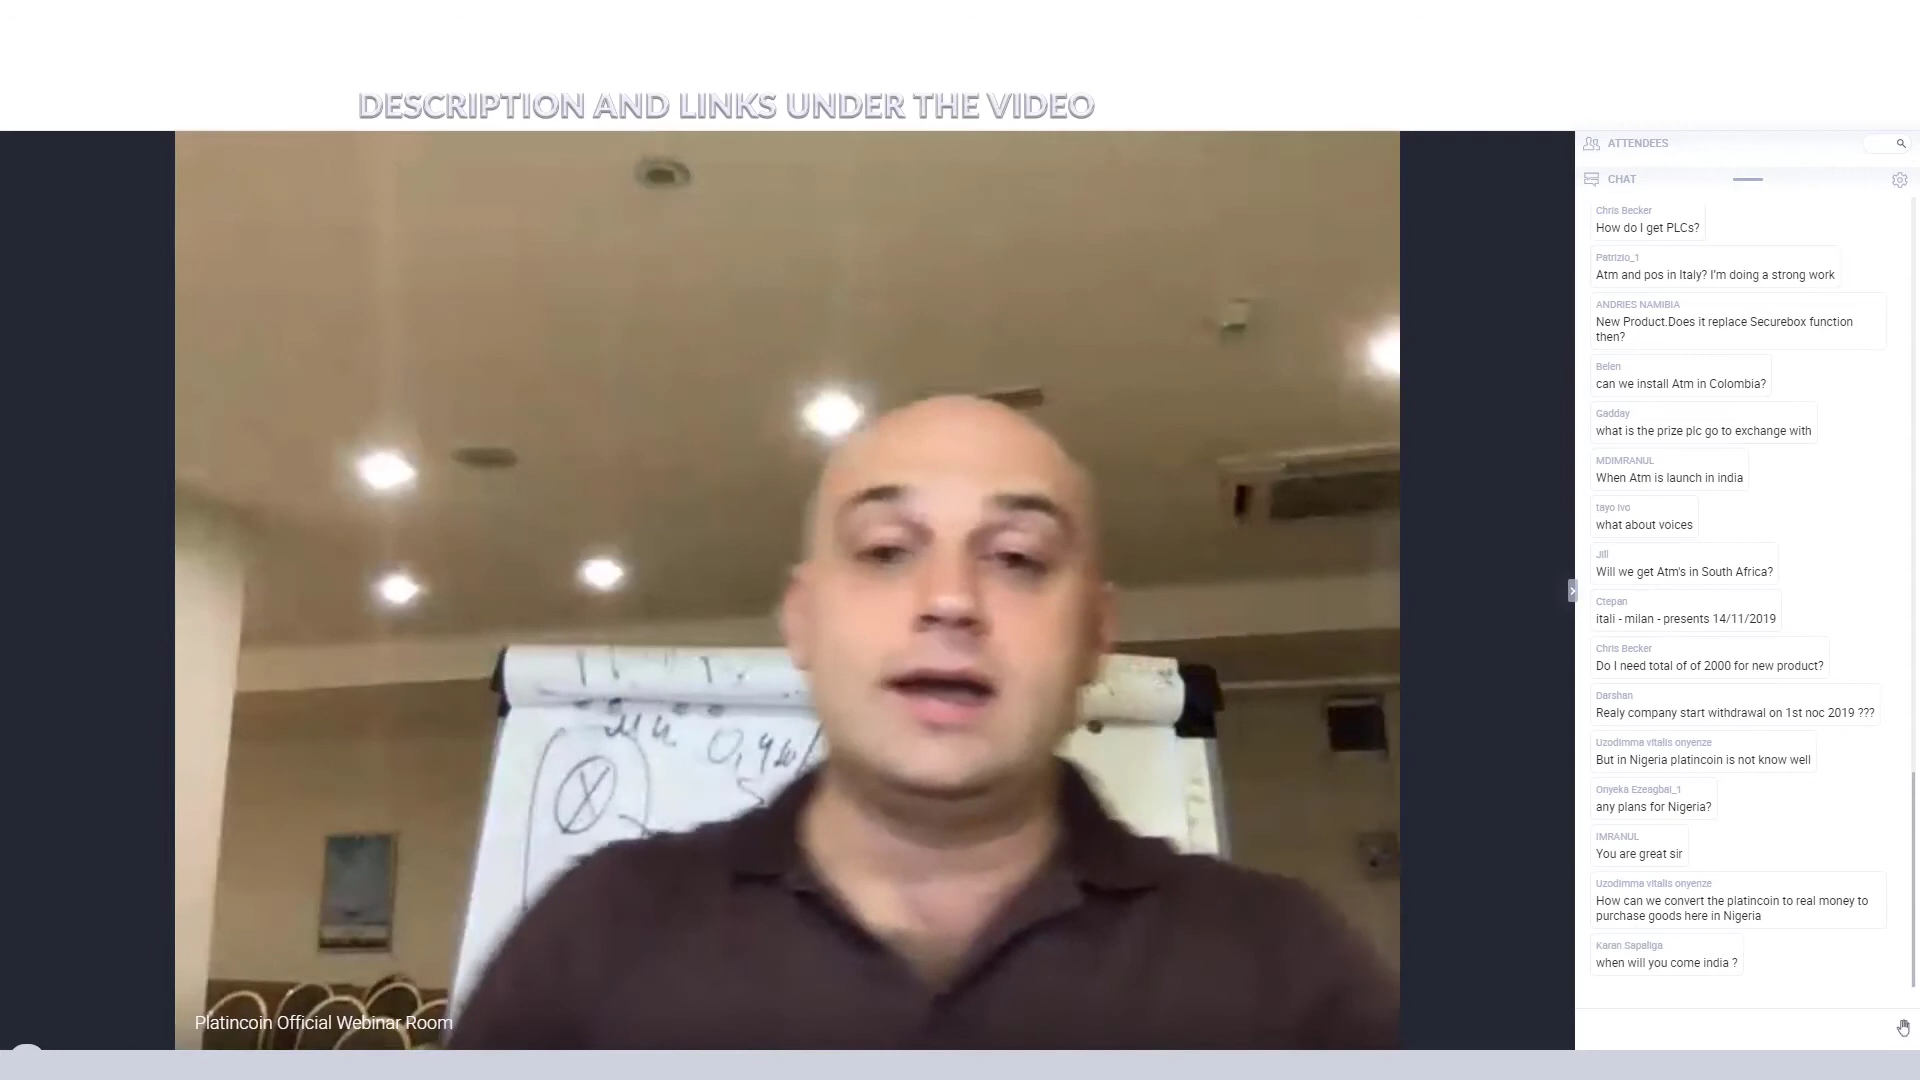 DESCRIPTION AND LINKS UNDER THE VIDEO
Platincoin Official Webinar Room
ATTENDEES
CHAT
Chris Becker
How do I get PLCs?
Patrizio_1
Atm and pos in Italy? I'm doing a strong work
ANDRIES NAMIBIA
New Product.Does it replace Securebox function
then?
Belen
can we install Atm in Colombia?
Gadday
what is the prize plc go to exchange with
MDIMRANUL
When Atm is launch in india
tayo ivo
what about voices
Jill
Will we get Atm's in South Africa?
Ctepan
itali - milan - presents 14/11/2019
Chris Becker
Do I need total of of 2000 for new product?
Darshan
Realy company start withdrawal on 1st noc 2019 ???
Uzodimma vitalis onyenze
But in Nigeria platincoin is not know well
Onyeka Ezeagbai_1
any plans for Nigeria?
IMRANUL
You are great sir
Uzodimma vitalis onyenze
How can we convert the platincoin to real money to
purchase goods here in Nigeria
Karan Sapaliga
when will you come india ?